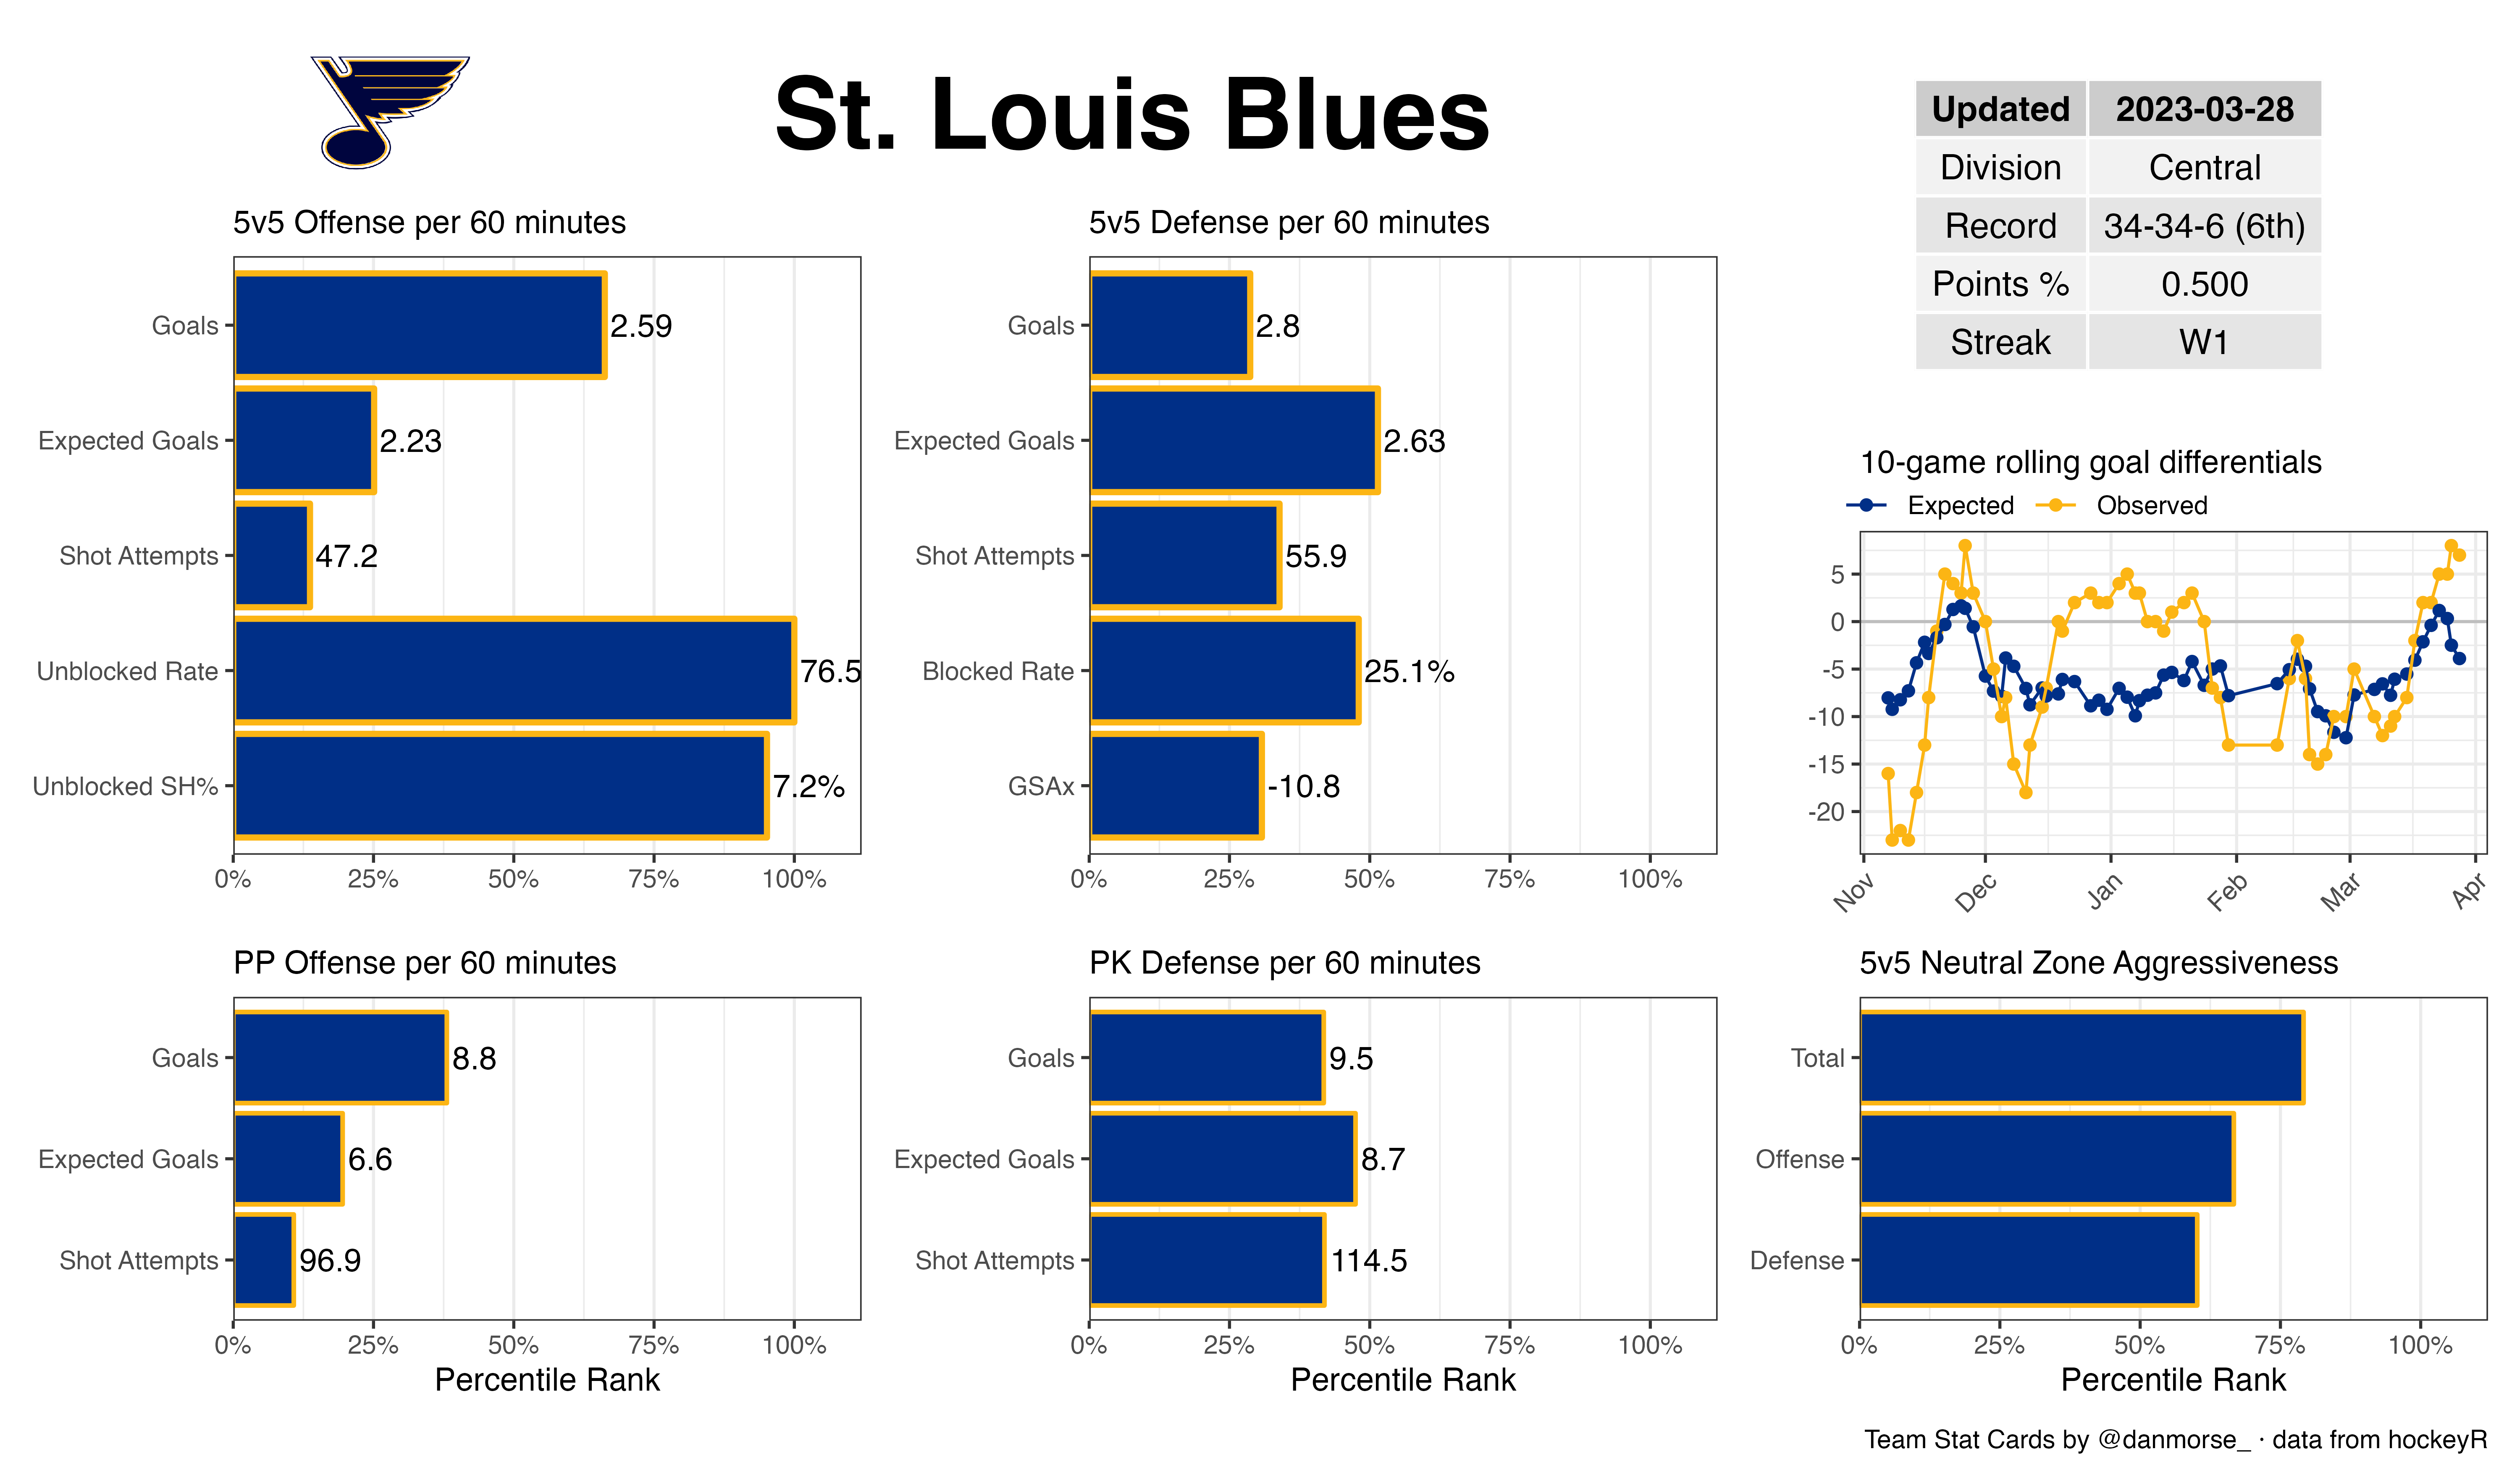 St. Louis Blues
Updated 2023-03-28
Division Central
Record 34-34-6 (6th)
Points % 0.500
Streak W1
5v5 Offense per 60 minutes
Goals 2.59
Expected Goals 2.23
Shot Attempts 47.2
Unblocked Rate 76.5
Unblocked SH% 7.2%
0% 25% 50% 75% 100%
5v5 Defense per 60 minutes
Goals 2.8
Expected Goals 2.63
Shot Attempts 55.9
Blocked Rate 25.1%
GSAx -10.8
0% 25% 50% 75% 100%
10-game rolling goal differentials
Expected Observed
5
0
-5
-10
-15
-20
Nov Dec Jan Feb Mar Apr
PP Offense per 60 minutes
Goals 8.8
Expected Goals 6.6
Shot Attempts 96.9
0% 25% 50% 75% 100%
Percentile Rank
PK Defense per 60 minutes
Goals 9.5
Expected Goals 8.7
Shot Attempts 114.5
0% 25% 50% 75% 100%
Percentile Rank
5v5 Neutral Zone Aggressiveness
Total
Offense
Defense
0% 25% 50% 75% 100%
Percentile Rank
Team Stat Cards by @danmorse_ · data from hockeyR